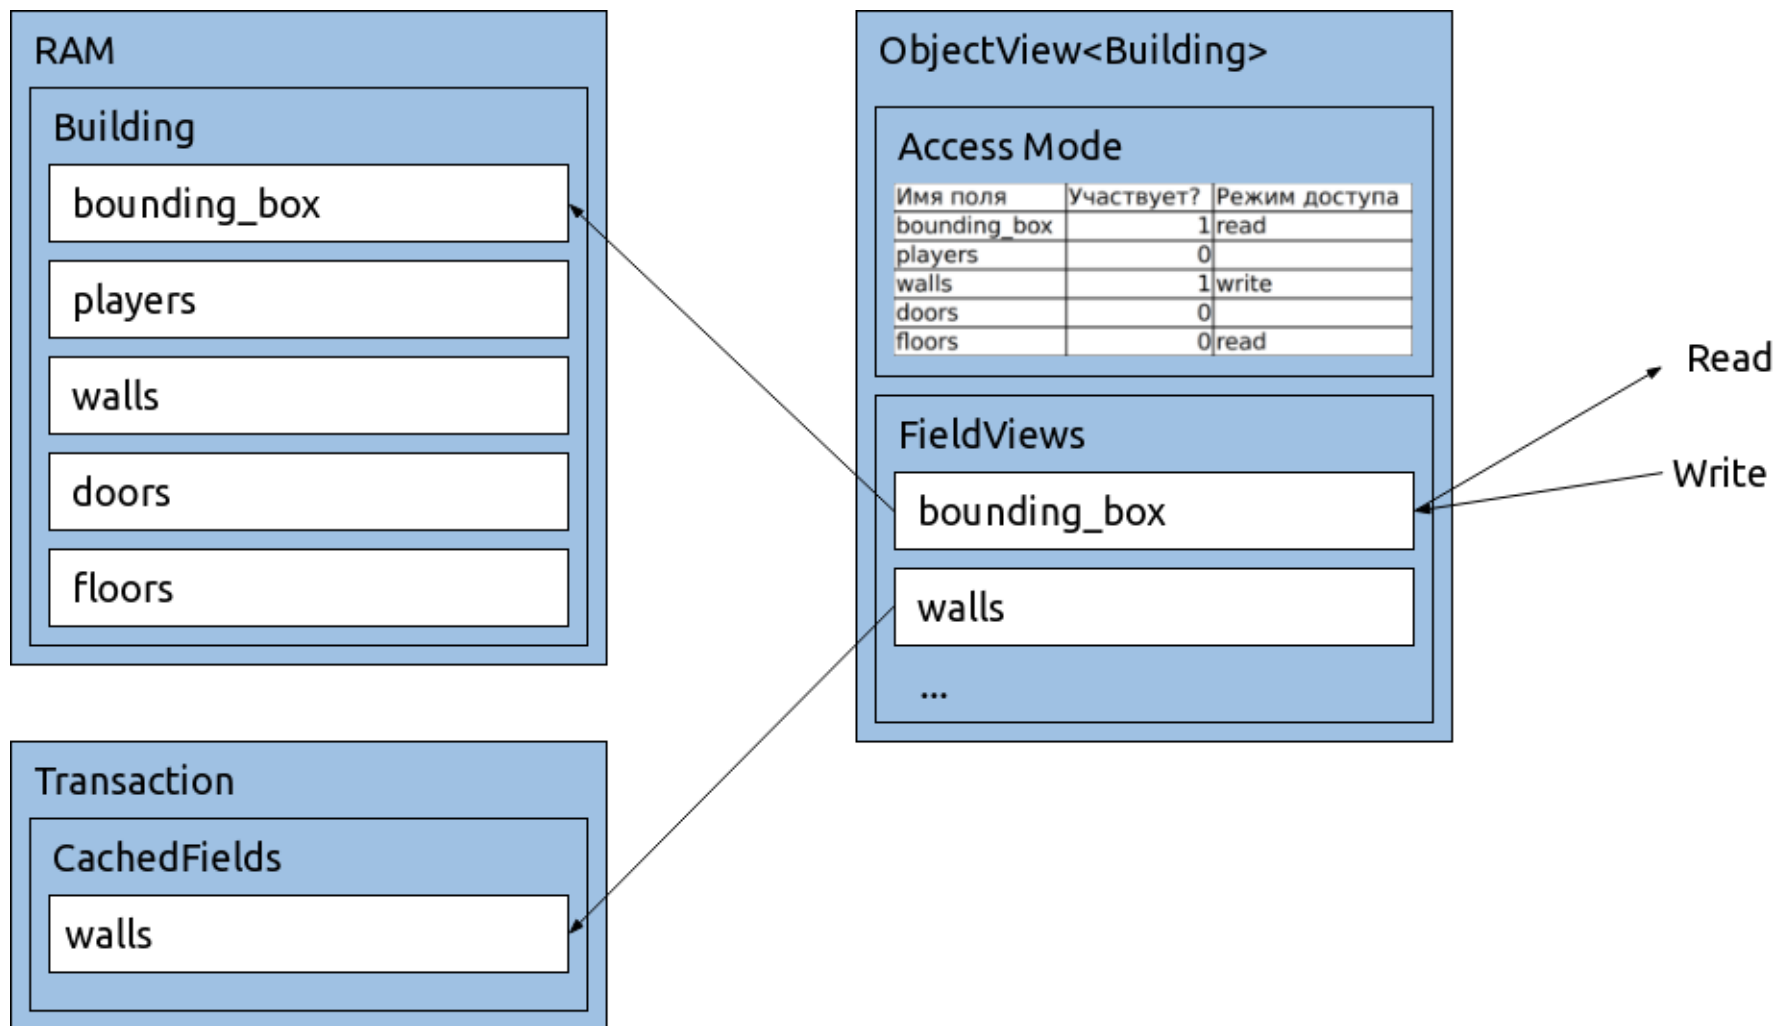 RAM
Building
bounding_box
players
walls
doors
floors
Transaction
CachedFields
walls
ObjectView<Building>
Access Mode
Имя поля Участвует? Режим доступа
bounding_box 1 read
players 0
walls 1 write
doors 0
floors 0 read
FieldViews
bounding_box
walls
...
Read
Write